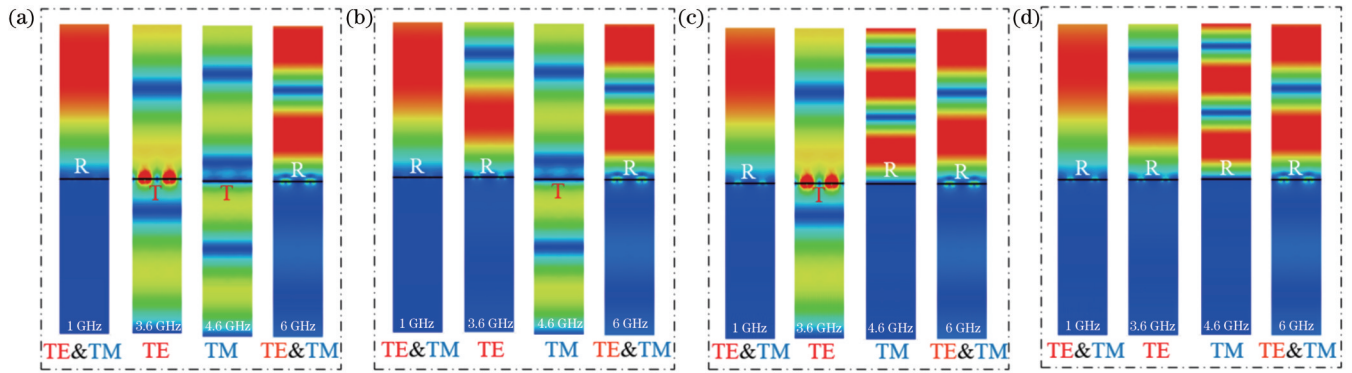 (a) (b) (c) (d)
R T T R
R R T R
R T R R
R R R R
1 GHz 3.6 GHz 4.6 GHz 6 GHz
1 GHz 3.6 GHz 4.6 GHz 6 GHz
1 GHz 3.6 GHz 4.6 GHz 6 GHz
1 GHz 3.6 GHz 4.6 GHz 6 GHz
TE&TM TE TM TE&TM
TE&TM TE TM TE&TM
TE&TM TE TM TE&TM
TE&TM TE TM TE&TM